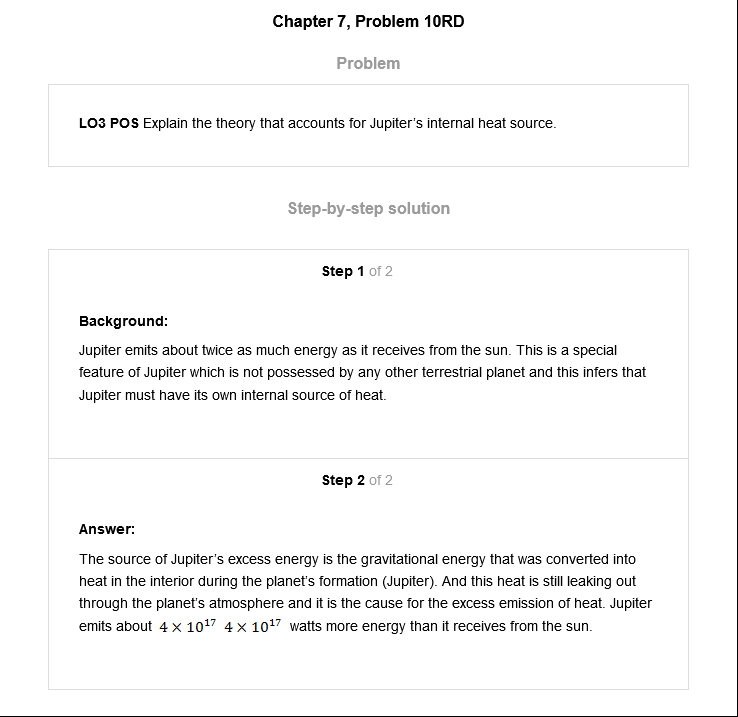 Chapter 7, Problem 10RD
Problem
LO3 POS Explain the theory that accounts for Jupiter's internal heat source.
Step-by-step solution
Step 1 of 2
Background:
Jupiter emits about twice as much energy as it receives from the sun. This is a special
feature of Jupiter which is not possessed by any other terrestrial planet and this infers that
Jupiter must have its own internal source of heat.
Step 2 of 2
Answer:
The source of Jupiter's excess energy is the gravitational energy that was converted into
heat in the interior during the planet's formation (Jupiter). And this heat is still leaking out
through the planet's atmosphere and it is the cause for the excess emission of heat. Jupiter
emits about 4 × 10¹⁷ 4 × 10¹⁷ watts more energy than it receives from the sun.